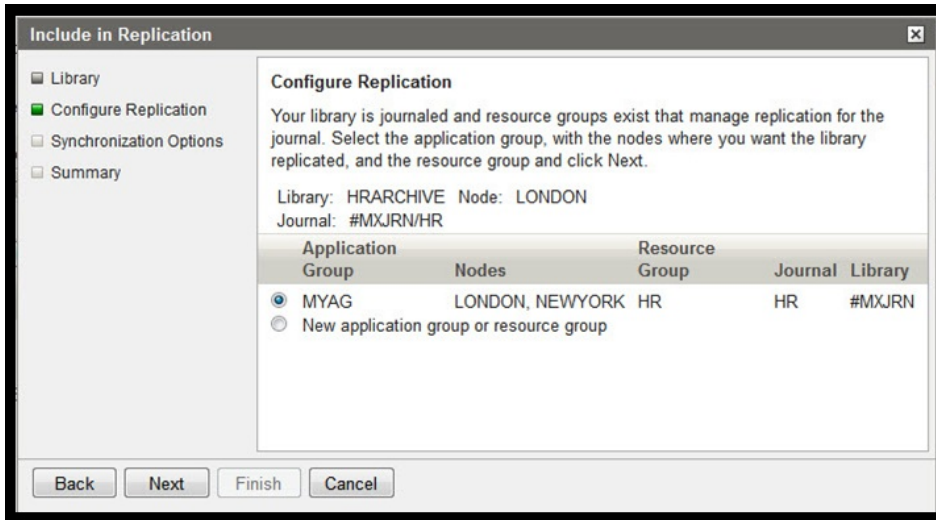 Include in Replication
Library
Configure Replication
Synchronization Options
Summary
Configure Replication
Your library is journaled and resource groups exist that manage replication for the
journal. Select the application group, with the nodes where you want the library
replicated, and the resource group and click Next.
Library: HRARCHIVE Node: LONDON
Journal: #MXJRN/HR
Application Group Nodes Resource Group Journal Library
MYAG LONDON, NEWYORK HR HR #MXJRN
New application group or resource group
Back Next Finish Cancel